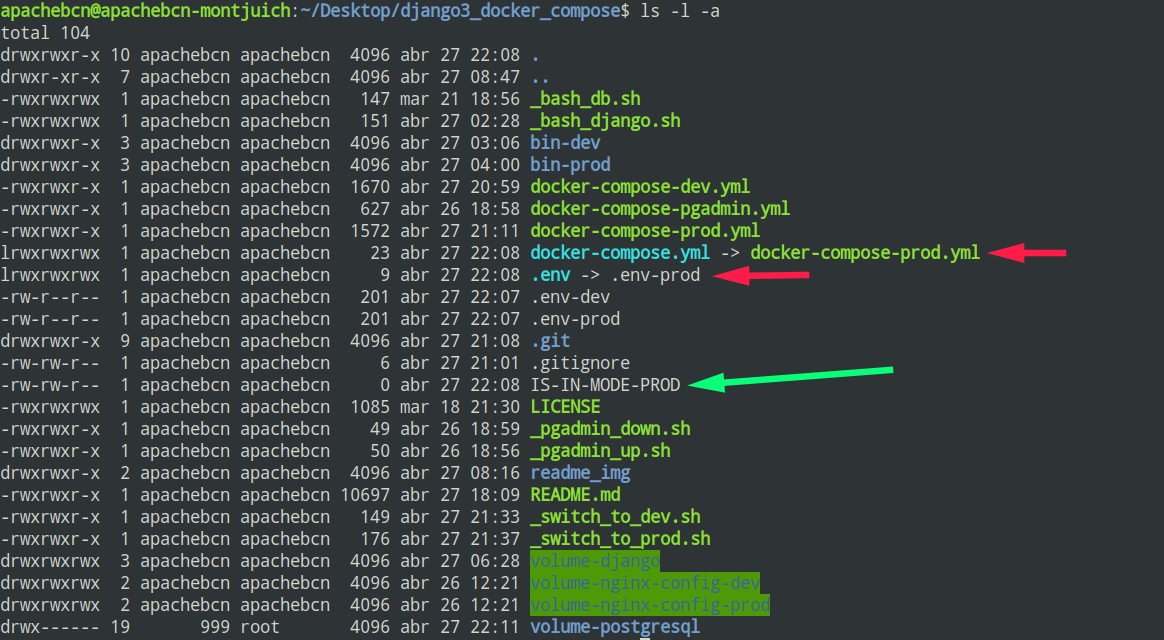 apachebcn@apachebcn-montjuich:~/Desktop/django3_docker_compose$ ls -l -a
total 104
drwxrwxr-x 10 apachebcn apachebcn  4096 abr 27 22:08 .
drwxr-xr-x  7 apachebcn apachebcn  4096 abr 27 08:47 ..
-rwxrwxrwx  1 apachebcn apachebcn   147 mar 21 18:56 _bash_db.sh
-rwxrwxrwx  1 apachebcn apachebcn   151 abr 27 02:28 _bash_django.sh
drwxrwxr-x  3 apachebcn apachebcn  4096 abr 27 03:06 bin-dev
drwxrwxr-x  3 apachebcn apachebcn  4096 abr 27 04:00 bin-prod
-rwxrwxr-x  1 apachebcn apachebcn  1670 abr 27 20:59 docker-compose-dev.yml
-rwxrwxr-x  1 apachebcn apachebcn   627 abr 26 18:58 docker-compose-pgadmin.yml
-rwxrwxr-x  1 apachebcn apachebcn  1572 abr 27 21:11 docker-compose-prod.yml
lrwxrwxrwx  1 apachebcn apachebcn    23 abr 27 22:08 docker-compose.yml -> docker-compose-prod.yml
lrwxrwxrwx  1 apachebcn apachebcn     9 abr 27 22:08 .env -> .env-prod
-rw-r--r--  1 apachebcn apachebcn   201 abr 27 22:07 .env-dev
-rw-r--r--  1 apachebcn apachebcn   201 abr 27 22:07 .env-prod
drwxrwxr-x  9 apachebcn apachebcn  4096 abr 27 21:08 .git
-rw-rw-r--  1 apachebcn apachebcn     6 abr 27 21:01 .gitignore
-rw-rw-r--  1 apachebcn apachebcn     0 abr 27 22:08 IS-IN-MODE-PROD
-rwxrwxrwx  1 apachebcn apachebcn  1085 mar 18 21:30 LICENSE
-rwxrwxr-x  1 apachebcn apachebcn    49 abr 26 18:59 _pgadmin_down.sh
-rwxrwxr-x  1 apachebcn apachebcn    50 abr 26 18:56 _pgadmin_up.sh
drwxrwxr-x  2 apachebcn apachebcn  4096 abr 27 08:16 readme_img
-rwxrwxr-x  1 apachebcn apachebcn 10697 abr 27 18:09 README.md
-rwxrwxr-x  1 apachebcn apachebcn   149 abr 27 21:33 _switch_to_dev.sh
-rwxrwxr-x  1 apachebcn apachebcn   176 abr 27 21:37 _switch_to_prod.sh
drwxrwxrwx  3 apachebcn apachebcn  4096 abr 27 06:28 volume-django
drwxrwxrwx  2 apachebcn apachebcn  4096 abr 26 12:21 volume-nginx-config-dev
drwxrwxrwx  2 apachebcn apachebcn  4096 abr 26 12:21 volume-nginx-config-prod
drwx------ 19       999 root       4096 abr 27 22:11 volume-postgresql